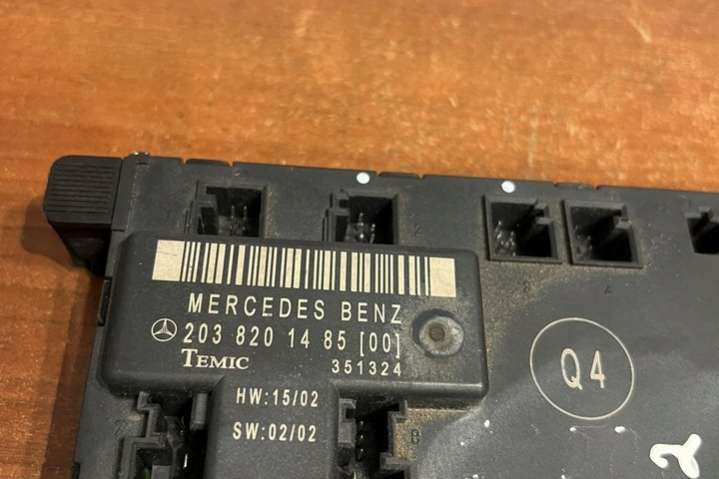 MERCEDES BENZ
203 820 14 85 [00]
TEMIC 351324
HW:15/02
SW:02/02
Q4
B